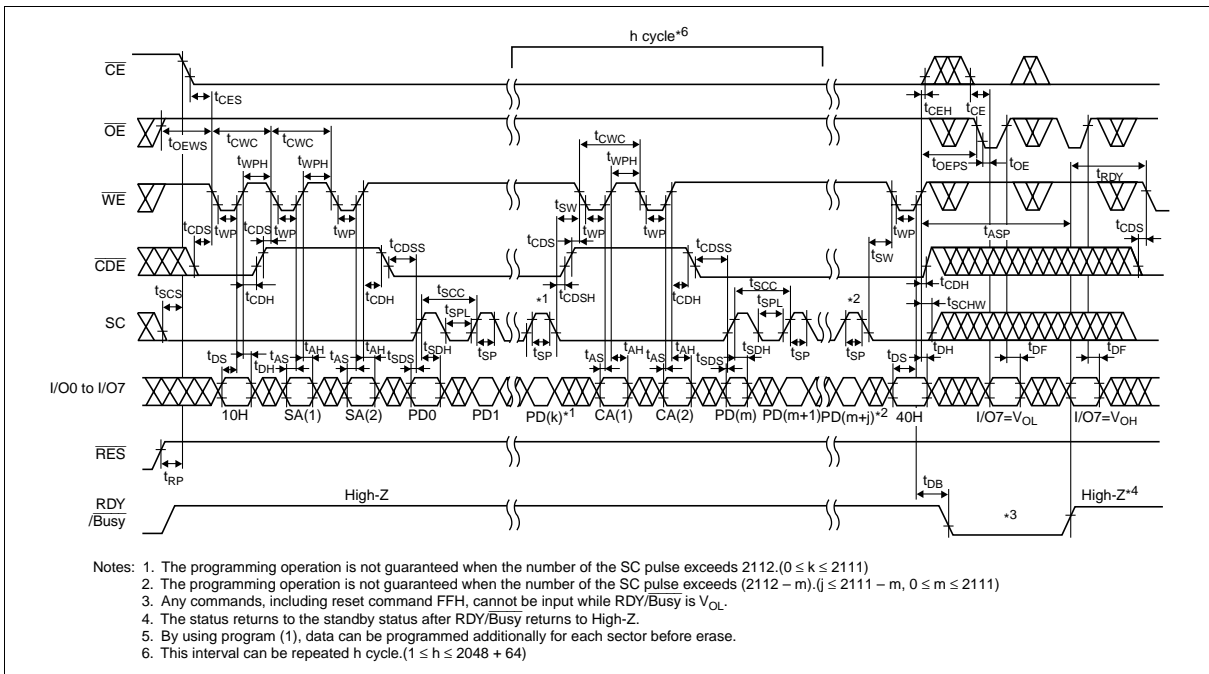 h cycle*6
CE
tCES
tCEH
tCE
OE
tOEWS
tCWC
tCWC
tCWC
tOEPS
tOE
tWPH
tWPH
tWPH
tRDY
WE
tCDS
tWP
tCDS
tWP
tWP
tSW
tCDS
tWP
tWP
tSW
tWP
tASP
tCDS
CDE
tCDSS
tCDSS
tSCS
tCDH
tCDH
tCDSH
tCDH
tCDH
tSCHW
tSCC
*1
tSCC
*2
tSPL
tSPL
SC
tDS
tDH
tAS
tAH
tAS
tAH
tSDS
tSDH
tSP
tSP
tAS
tAH
tAS
tAH
tSDS
tSDH
tSP
tSP
tDS
tDH
tDF
tDF
I/O0 to I/O7
10H SA(1) SA(2) PD0 PD1 PD(k)*1 CA(1) CA(2) PD(m) PD(m+1) PD(m+j)*2 40H I/O7=VOL I/O7=VOH
RES
tRP
tDB
RDY
/Busy
High-Z
*3
High-Z*4
Notes: 1. The programming operation is not guaranteed when the number of the SC pulse exceeds 2112.(0 ≤ k ≤ 2111)
2. The programming operation is not guaranteed when the number of the SC pulse exceeds (2112 – m).(j ≤ 2111 – m, 0 ≤ m ≤ 2111)
3. Any commands, including reset command FFH, cannot be input while RDY/Busy is VOL.
4. The status returns to the standby status after RDY/Busy returns to High-Z.
5. By using program (1), data can be programmed additionally for each sector before erase.
6. This interval can be repeated h cycle.(1 ≤ h ≤ 2048 + 64)